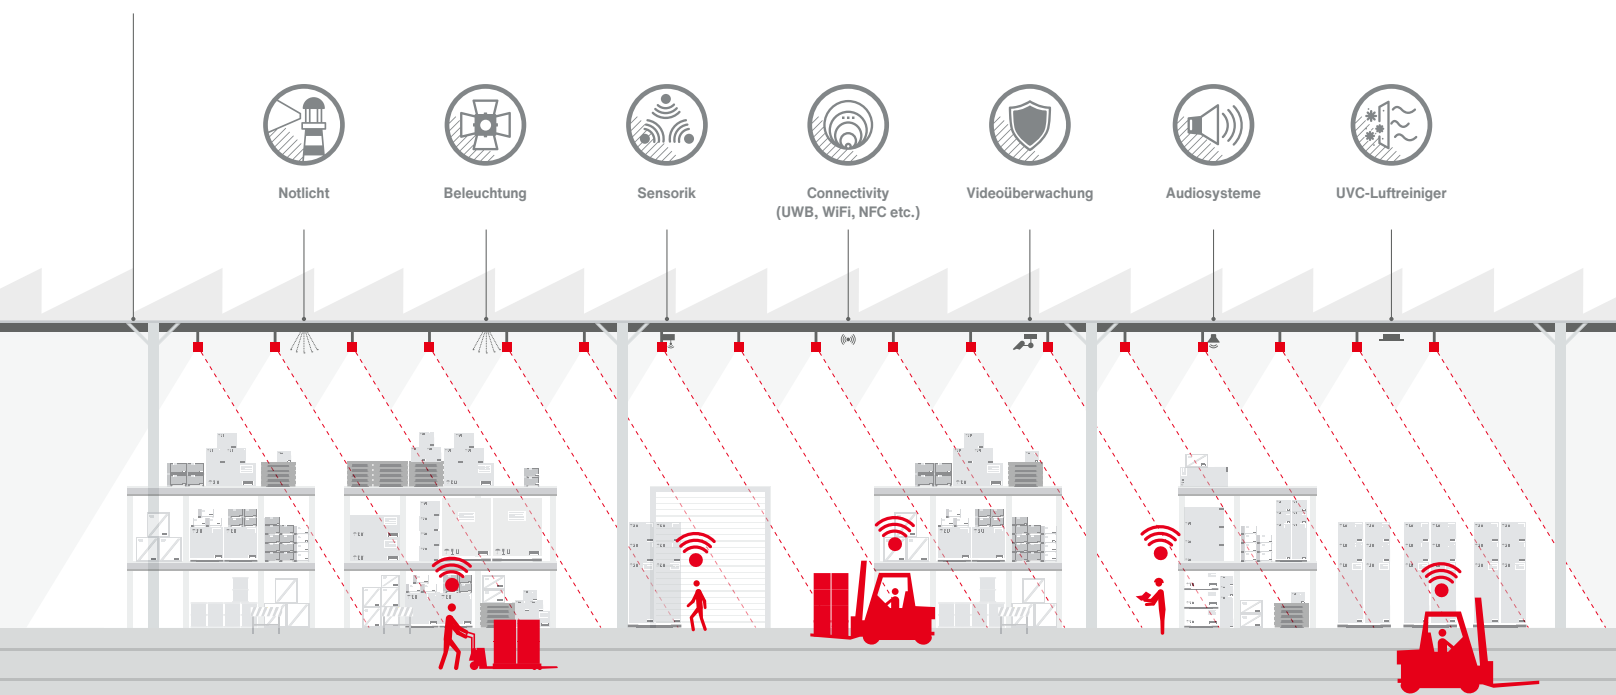 Notlicht
Beleuchtung
Sensorik
Connectivity
(UWB, WiFi, NFC etc.)
Videoüberwachung
Audiosysteme
UVC-Luftreiniger